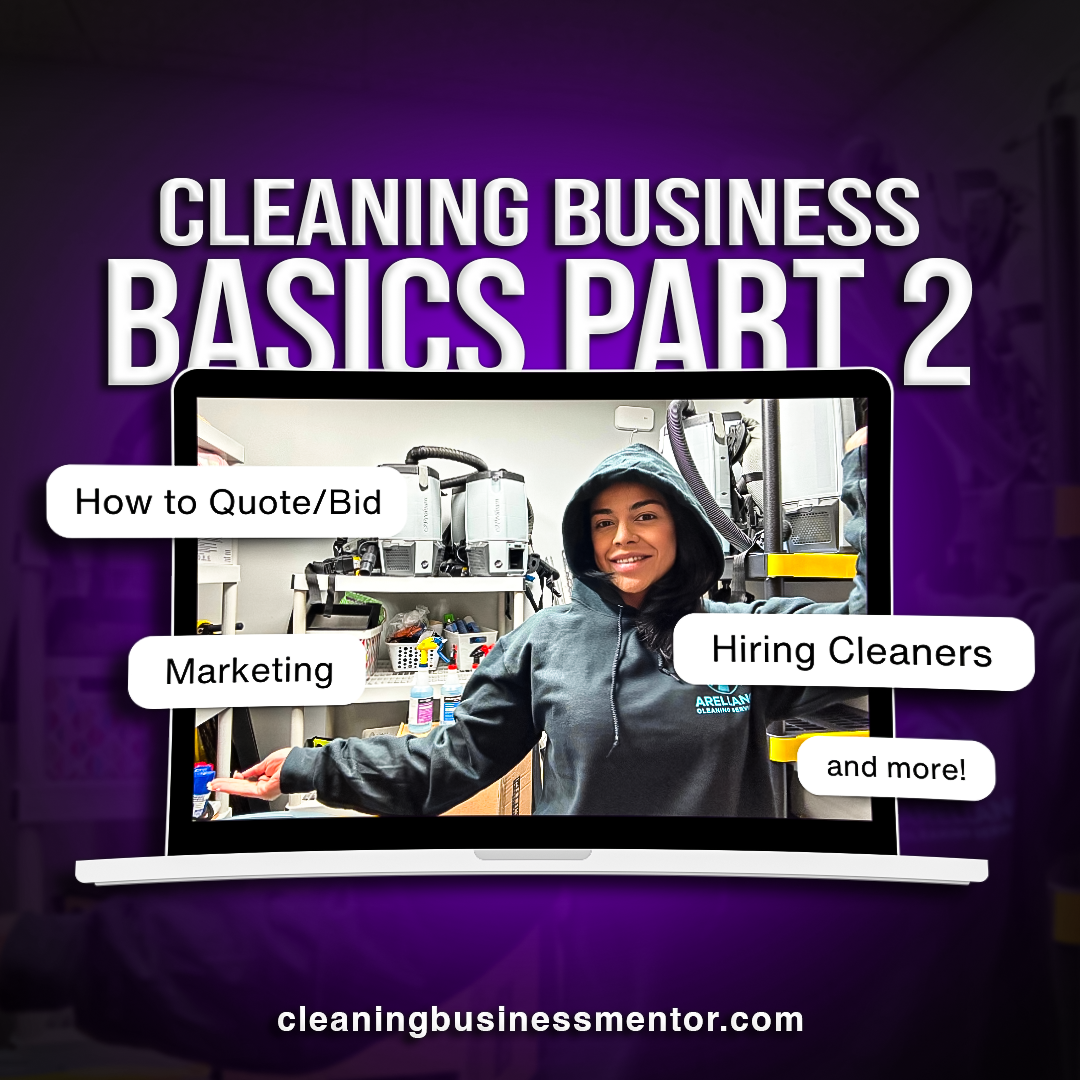 CLEANING BUSINESS
BASICS PART 2
How to Quote/Bid
Marketing
Hiring Cleaners
and more!
cleaningbusinessmentor.com